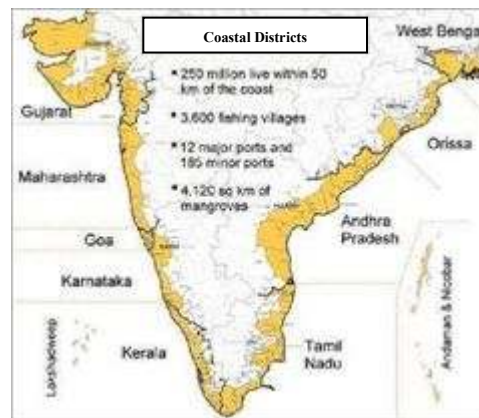 Coastal Districts
West Bengal
• 250 million live within 50
km of the coast
• 3,600 fishing villages
• 12 major ports and
185 minor ports
• 4,120 sq km of
mangroves
Gujarat
Orissa
Maharashtra
Andhra
Pradesh
Goa
Karnataka
Andaman & Nicobar
Lakshadweep
Kerala
Tamil
Nadu